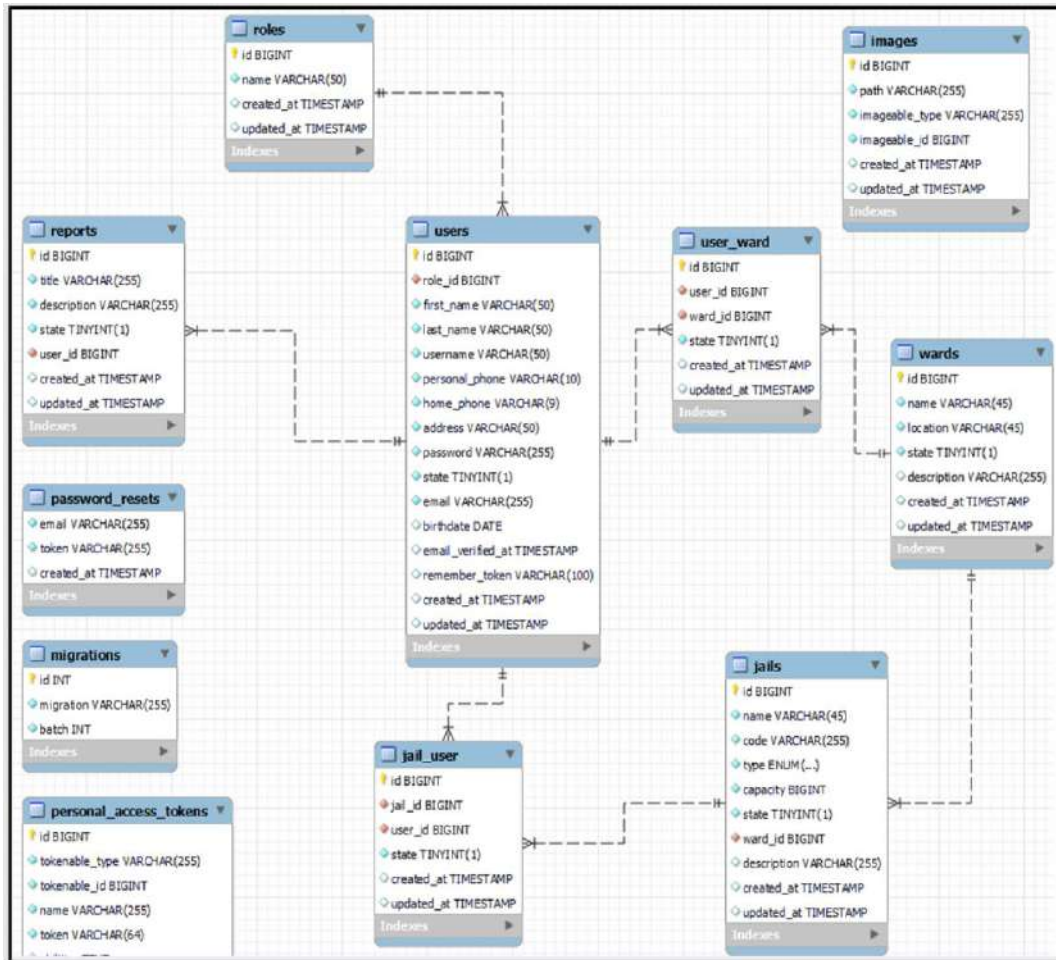 roles
id BIGINT
name VARCHAR(50)
created_at TIMESTAMP
updated_at TIMESTAMP
Indexes
images
id BIGINT
path VARCHAR(255)
imageable_type VARCHAR(255)
imageable_id BIGINT
created_at TIMESTAMP
updated_at TIMESTAMP
Indexes
reports
id BIGINT
title VARCHAR(255)
description VARCHAR(255)
state TINYINT(1)
user_id BIGINT
created_at TIMESTAMP
updated_at TIMESTAMP
Indexes
users
id BIGINT
role_id BIGINT
first_name VARCHAR(50)
last_name VARCHAR(50)
username VARCHAR(50)
personal_phone VARCHAR(10)
home_phone VARCHAR(9)
address VARCHAR(50)
password VARCHAR(255)
state TINYINT(1)
email VARCHAR(255)
birthdate DATE
email_verified_at TIMESTAMP
remember_token VARCHAR(100)
created_at TIMESTAMP
updated_at TIMESTAMP
Indexes
user_ward
id BIGINT
user_id BIGINT
ward_id BIGINT
state TINYINT(1)
created_at TIMESTAMP
updated_at TIMESTAMP
Indexes
wards
id BIGINT
name VARCHAR(45)
location VARCHAR(45)
state TINYINT(1)
description VARCHAR(255)
created_at TIMESTAMP
updated_at TIMESTAMP
Indexes
password_resets
email VARCHAR(255)
token VARCHAR(255)
created_at TIMESTAMP
Indexes
migrations
id INT
migration VARCHAR(255)
batch INT
Indexes
jails
id BIGINT
name VARCHAR(45)
code VARCHAR(255)
type ENUM(...)
capacity BIGINT
state TINYINT(1)
ward_id BIGINT
description VARCHAR(255)
created_at TIMESTAMP
updated_at TIMESTAMP
Indexes
jail_user
id BIGINT
jail_id BIGINT
user_id BIGINT
state TINYINT(1)
created_at TIMESTAMP
updated_at TIMESTAMP
Indexes
personal_access_tokens
id BIGINT
tokenable_type VARCHAR(255)
tokenable_id BIGINT
name VARCHAR(255)
token VARCHAR(64)